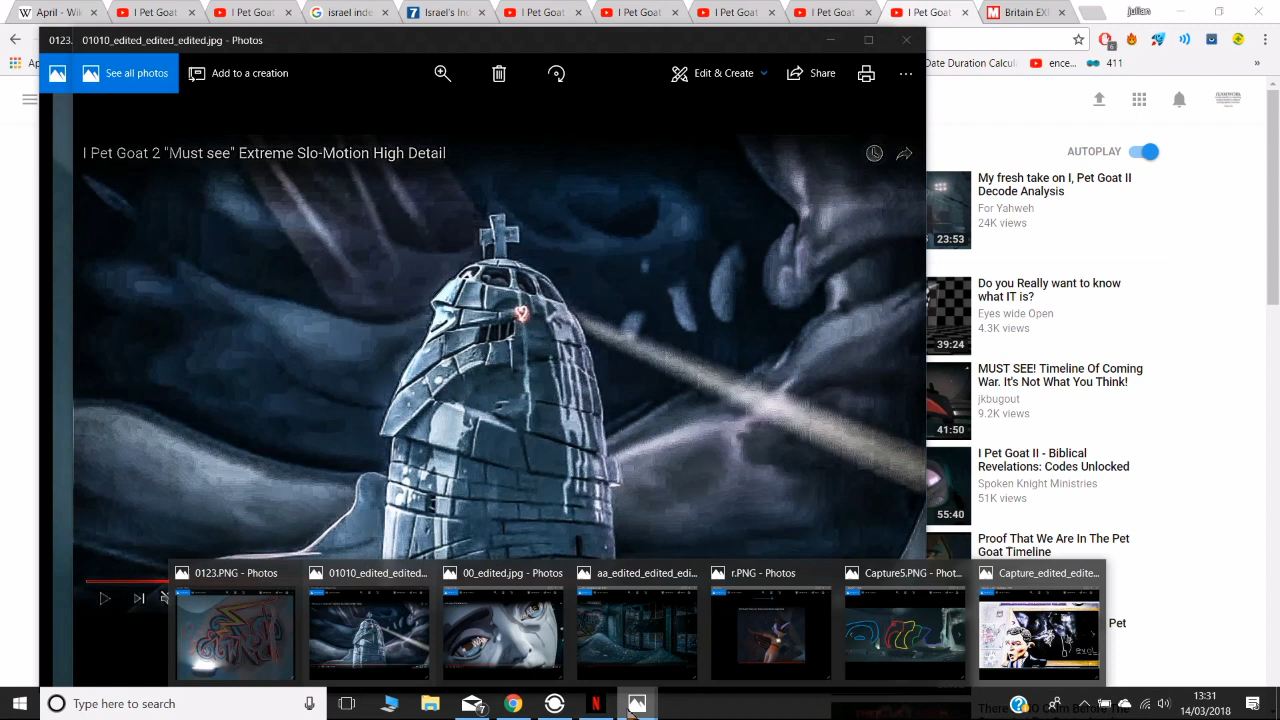 April - Wik
I Pet Goat
I Pet Goat
israel inde
Israel's Ind
I Pet Goat
I Pet Goat
I Pet Goat
I Pet Goat
I Pet Goat
Britain EX
0123.
01010_edited_edited_edited.jpg - Photos
Ap
Date Duration Calcul
ence...
411
»
See all photos
Add to a creation
Edit & Create
Share
I Pet Goat 2 "Must see" Extreme Slo-Motion High Detail
AUTOPLAY
My fresh take on I, Pet Goat II
Decode Analysis
For Yahweh
24K views
23:53
Do you Really want to know
what IT is?
Eyes wide Open
4.3K views
39:24
MUST SEE! Timeline Of Coming
War. It's Not What You Think!
jkbugout
9.2K views
41:50
I Pet Goat II - Biblical
Revelations: Codes Unlocked
Spoken Knight Ministries
51K views
55:40
Proof That We Are In The Pet
Goat Timeline
0123.PNG - Photos
01010_edited_edited...
00_edited.jpg - Photos
aa_edited_edited_edi...
r.PNG - Photos
Capture5.PNG - Phot...
Capture_edited_edite...
Pet
Type here to search
7
13:31
14/03/2018